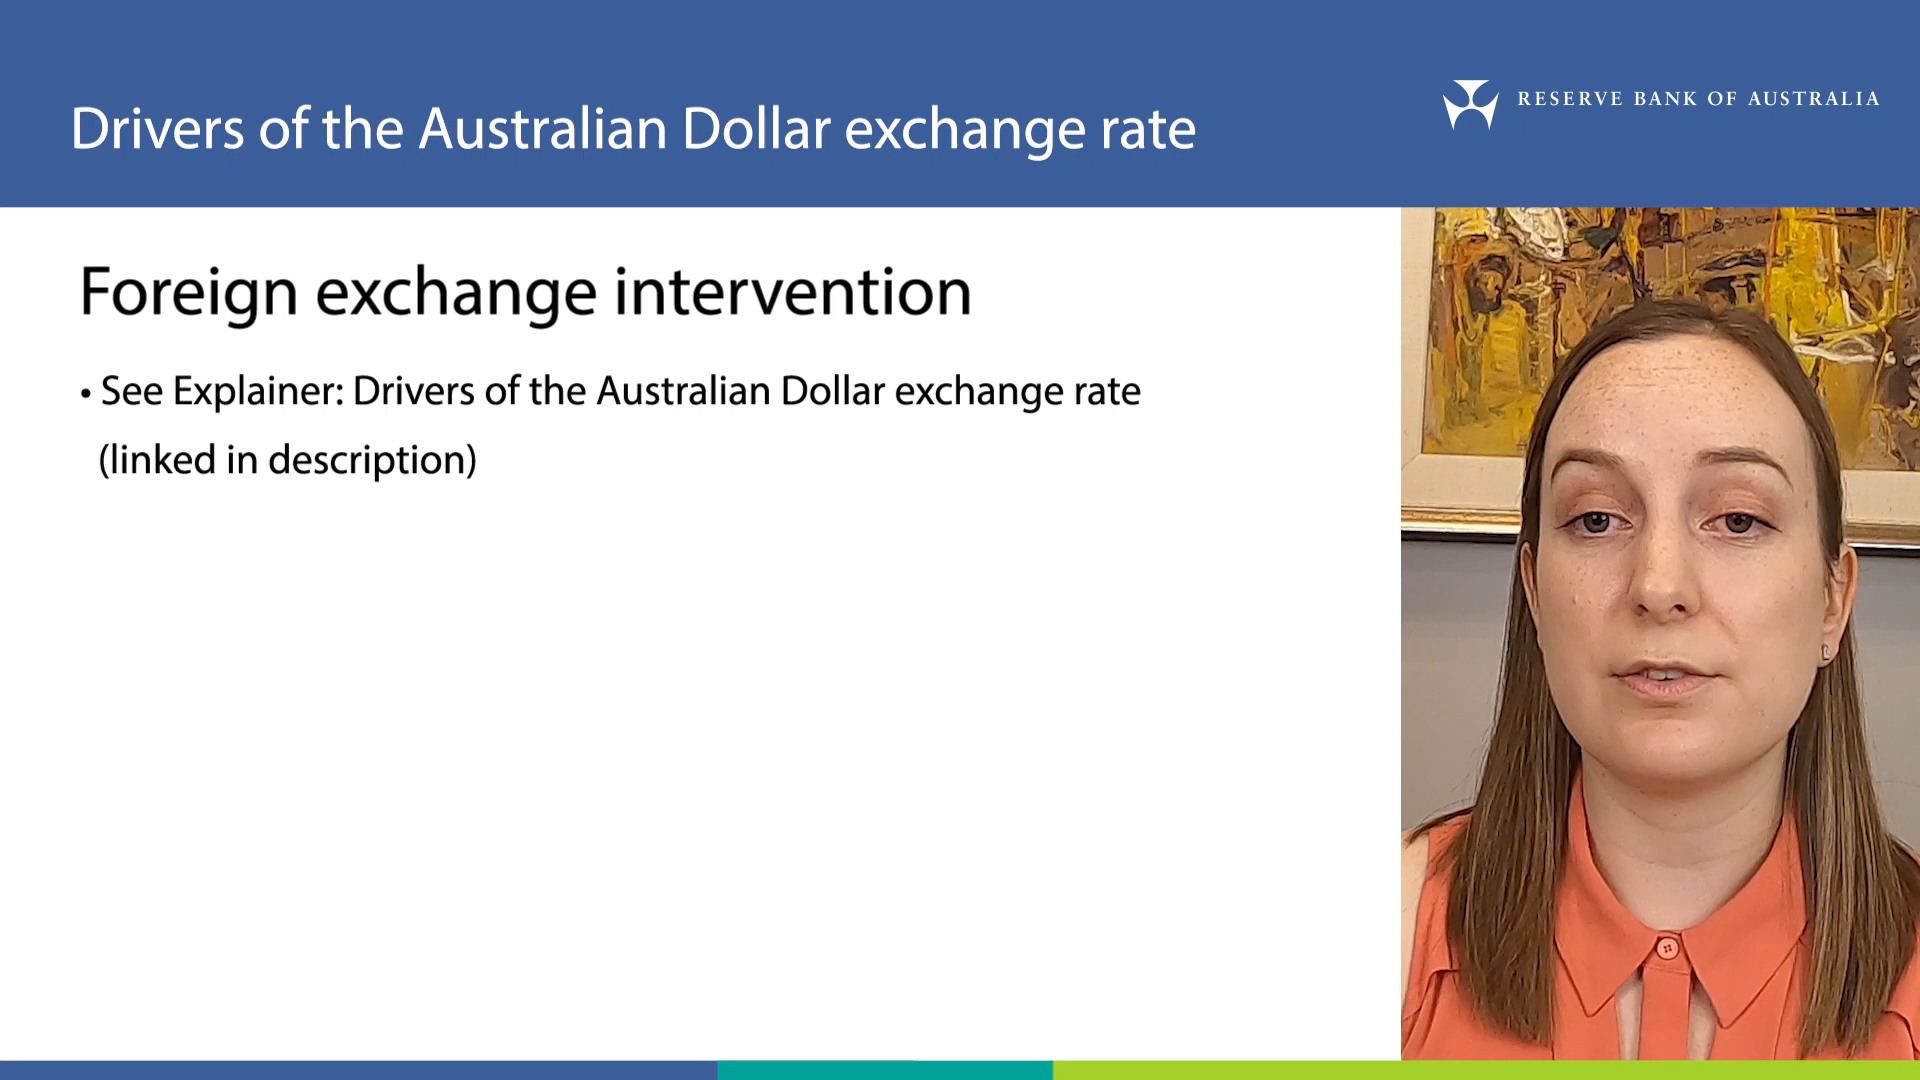 Drivers of the Australian Dollar exchange rate
RESERVE BANK OF AUSTRALIA
Foreign exchange intervention
• See Explainer: Drivers of the Australian Dollar exchange rate
(linked in description)